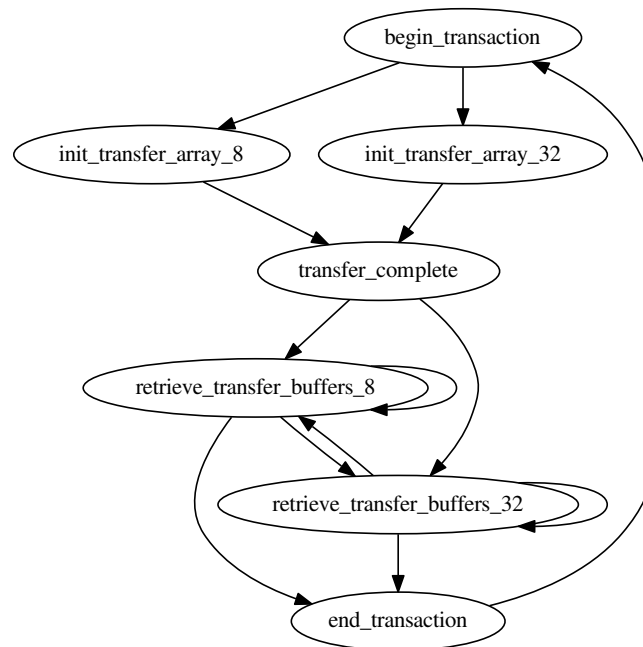 begin_transaction
init_transfer_array_8
init_transfer_array_32
transfer_complete
retrieve_transfer_buffers_8
retrieve_transfer_buffers_32
end_transaction